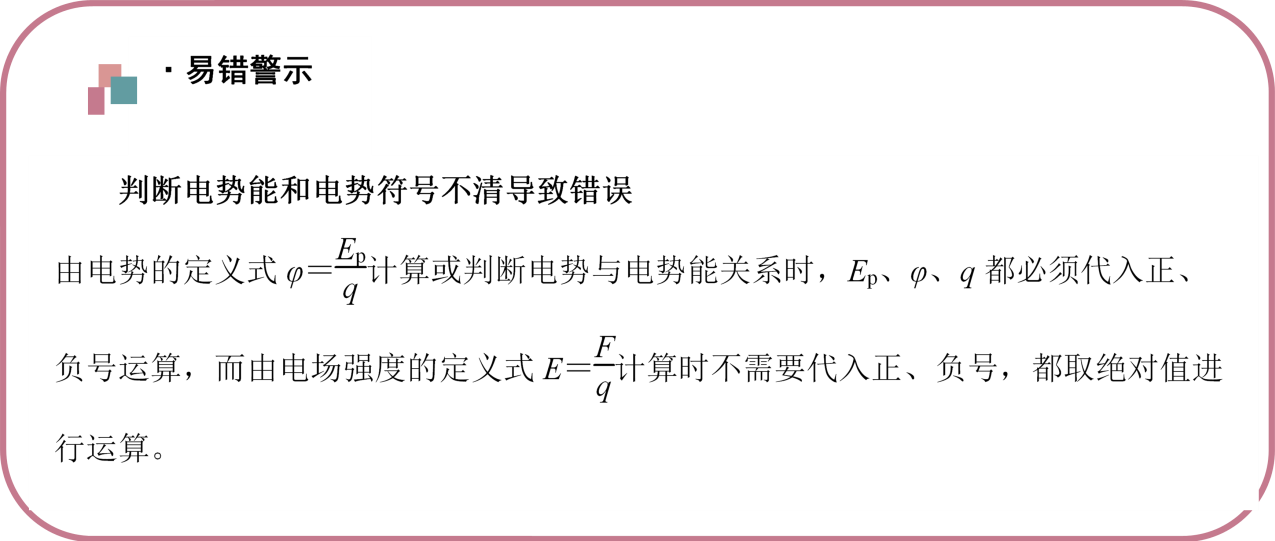 ·易错警示
判断电势能和电势符号不清导致错误
由电势的定义式 φ=Ep/q计算或判断电势与电势能关系时，Ep、φ、q 都必须代入正、
负号运算，而由电场强度的定义式 E=F/q计算时不需要代入正、负号，都取绝对值进
行运算。